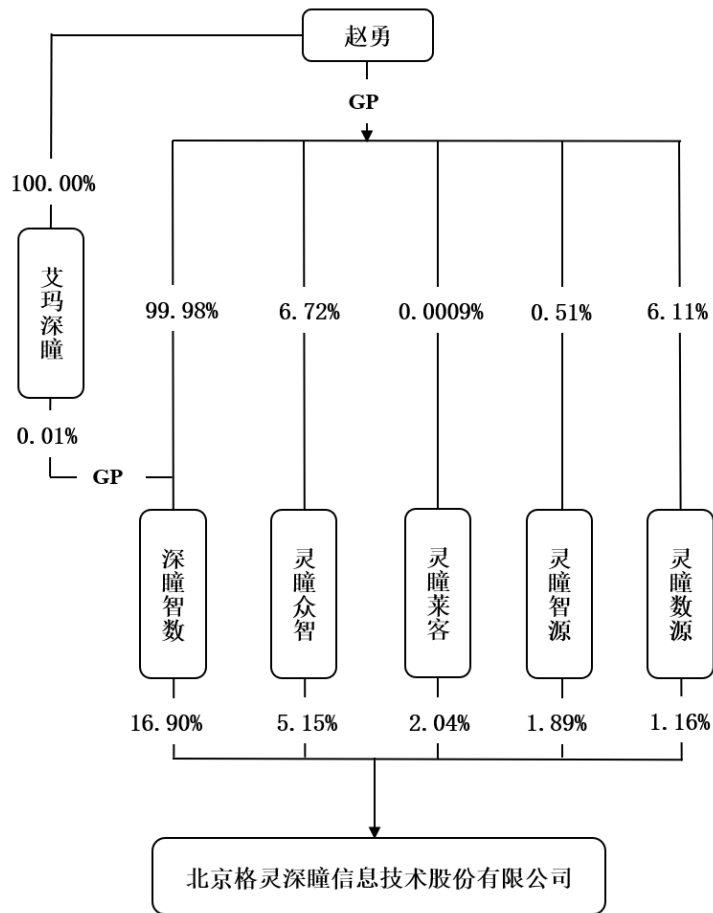 赵勇
GP
100.00%
艾玛深瞳
99.98%
6.72%
0.0009%
0.51%
6.11%
0.01%
GP
深瞳智数
灵瞳众智
灵瞳莱客
灵瞳智源
灵瞳数源
16.90%
5.15%
2.04%
1.89%
1.16%
北京格灵深瞳信息技术股份有限公司